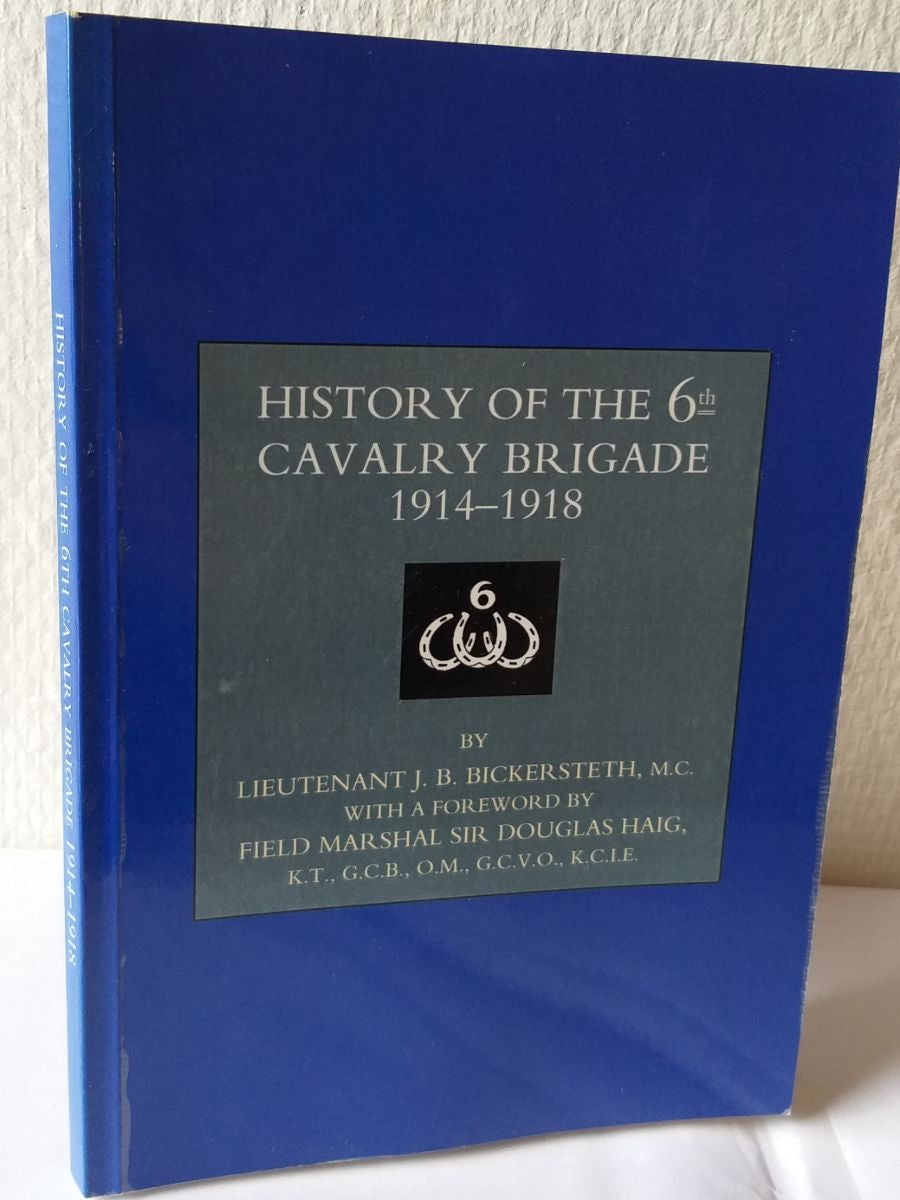 HISTORY OF THE 6th
CAVALRY BRIGADE
1914–1918
6
BY
LIEUTENANT J. B. BICKERSTETH, M.C.
WITH A FOREWORD BY
FIELD MARSHAL SIR DOUGLAS HAIG,
K.T., G.C.B., O.M., G.C.V.O., K.C.I.E.
HISTORY OF THE 6TH CAVALRY BRIGADE 1914–1918